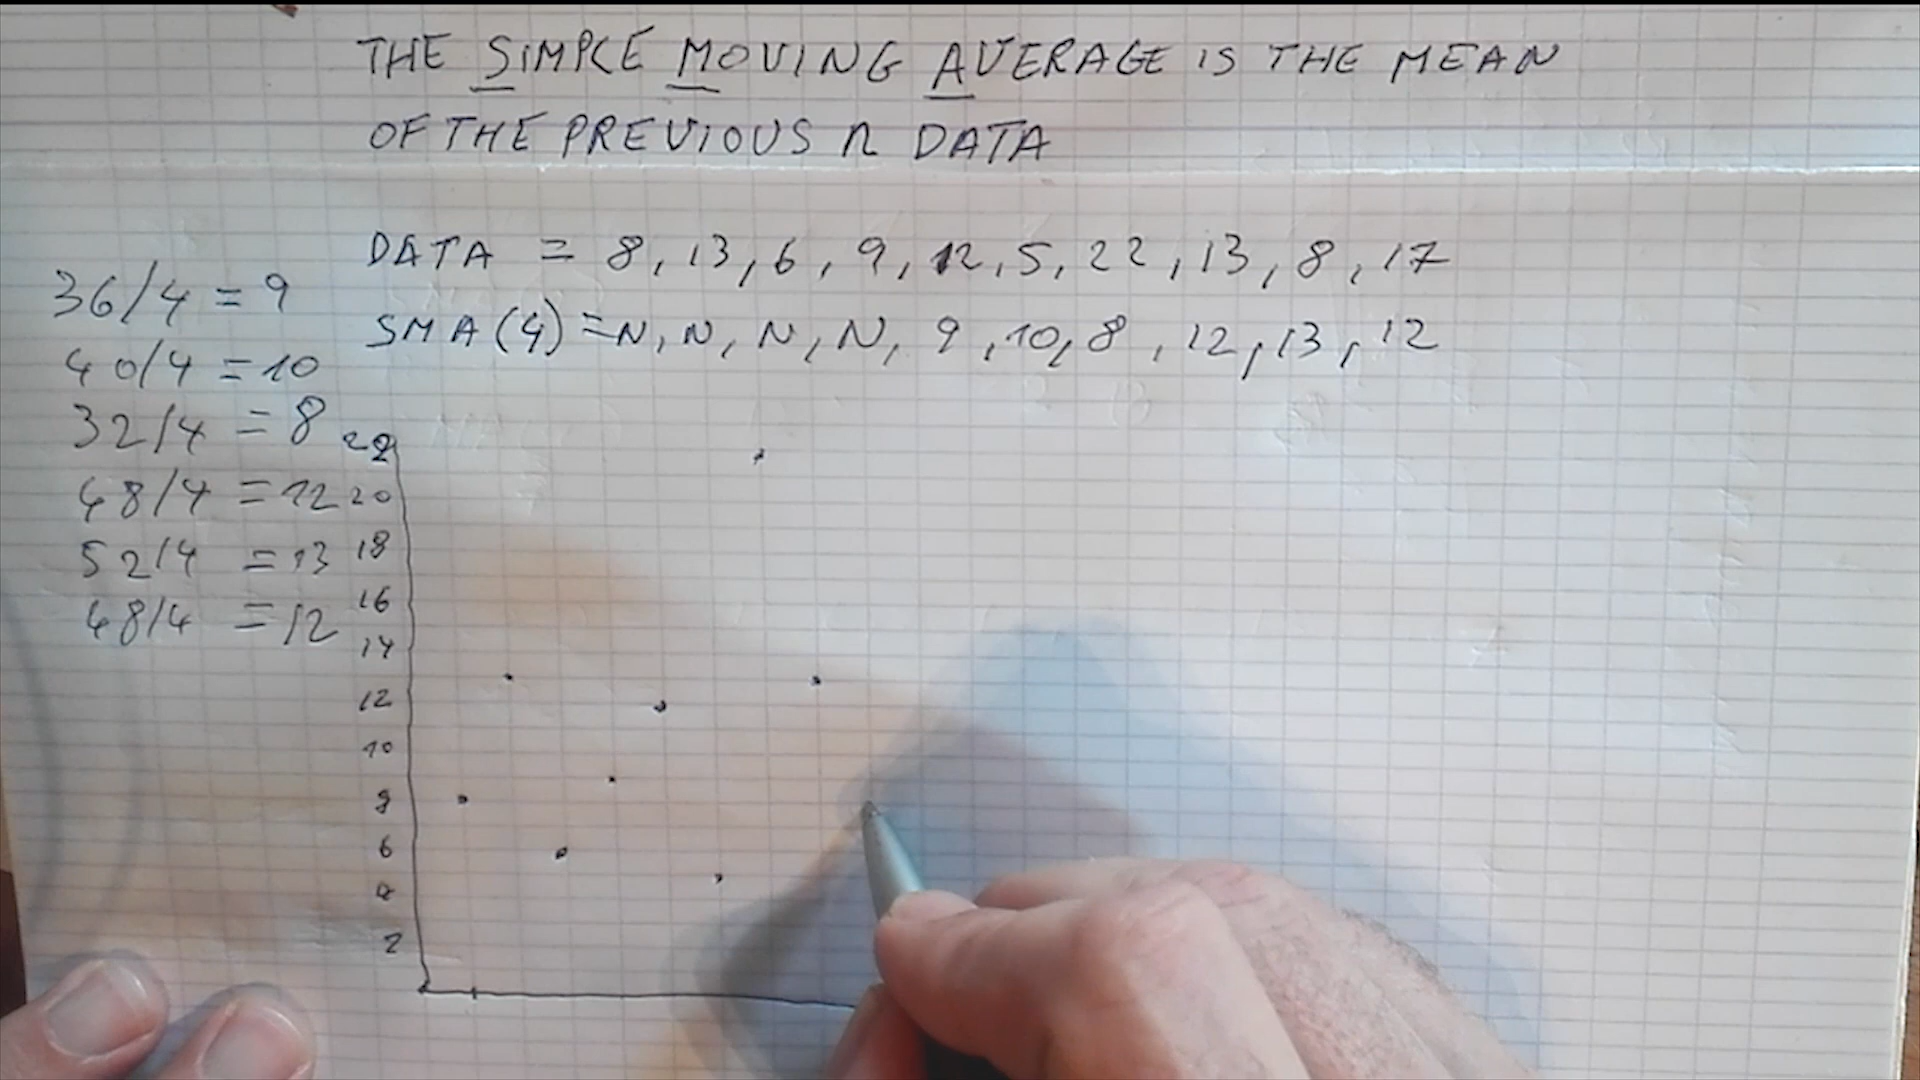 THE SIMPLE MOVING AVERAGE IS THE MEAN
OF THE PREVIOUS n DATA
DATA = 8, 13, 6, 9, 12, 5, 22, 13, 8, 17
SMA(4) = N, N, N, N, 9, 10, 8, 12, 13, 12
36/4 = 9
40/4 = 10
32/4 = 8
48/4 = 12
52/4 = 13
48/4 = 12
22
20
18
16
14
12
10
8
6
4
2